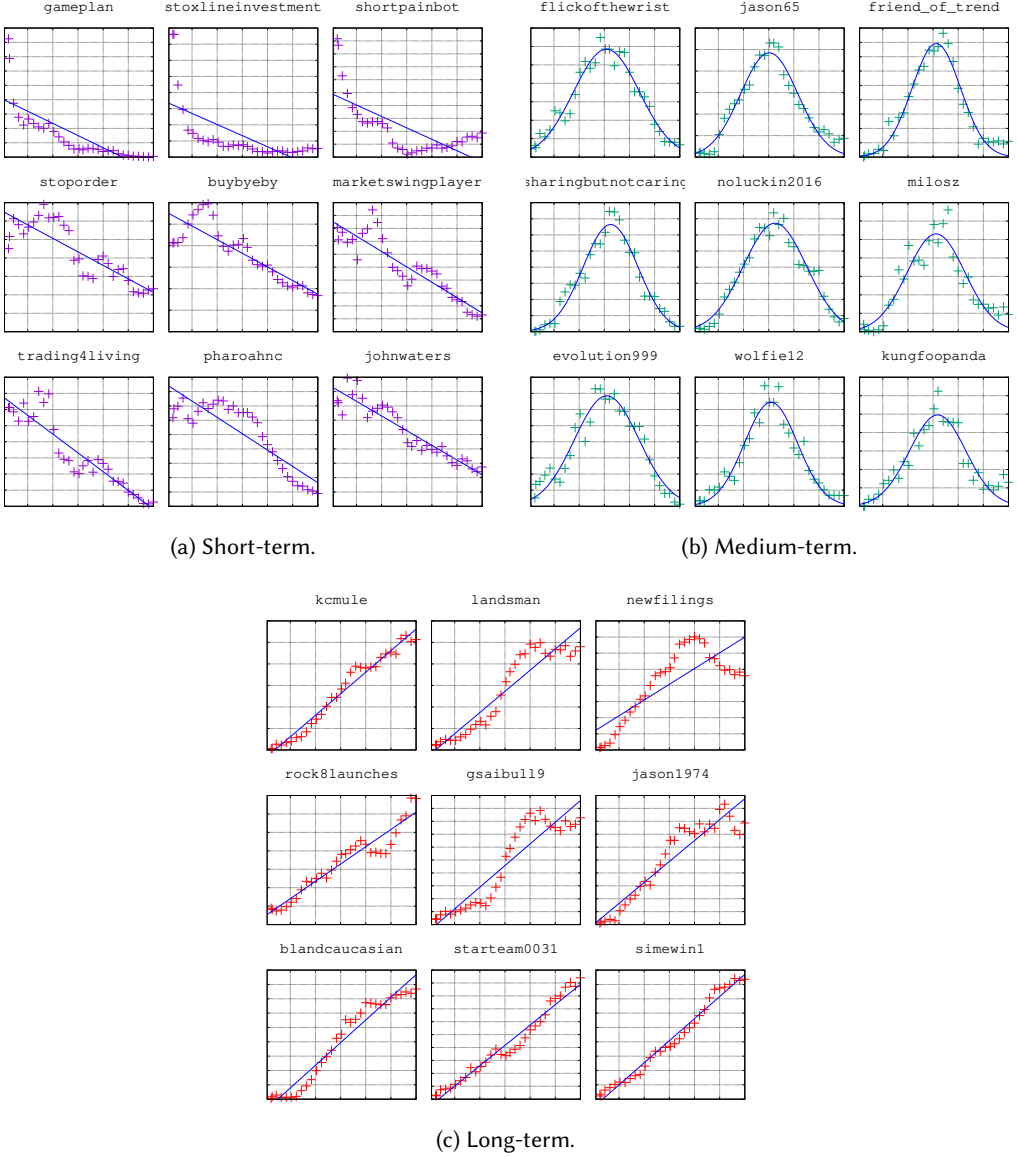 gameplan stoxlineinvestment shortpainbot
stoporder buybyeby marketswingplayer
trading4living pharoahnc johnwaters
(a) Short-term.
flickofthewrist jason65 friend_of_trend
sharingbutnotcaring noluckin2016 milosz
evolution999 wolfie12 kungfoopanda
(b) Medium-term.
kcmule landsman newfilings
rock8launches gsaibull9 jason1974
blandcaucasian starteam0031 simewin1
(c) Long-term.